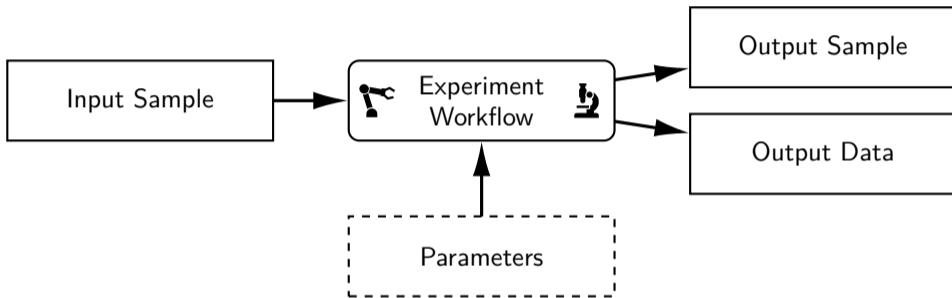 Input Sample
Experiment
Workflow
Output Sample
Output Data
Parameters